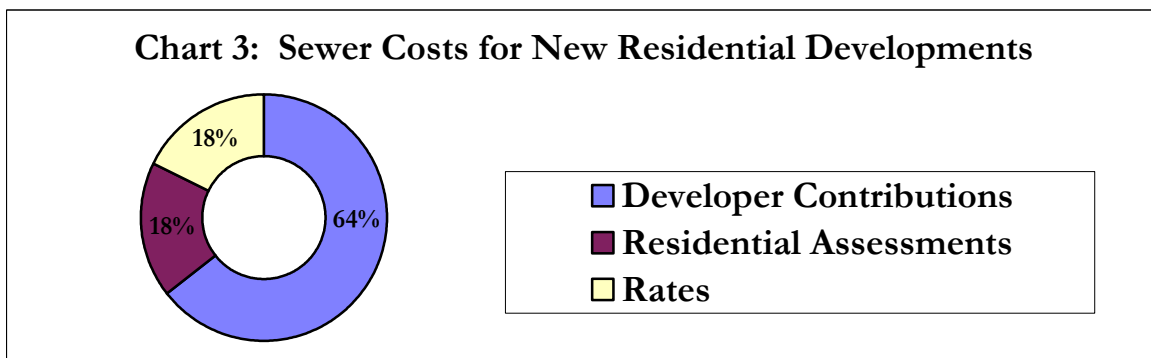 Chart 3:  Sewer Costs for New Residential Developments
18%
18%
64%
Developer Contributions
Residential Assessments
Rates